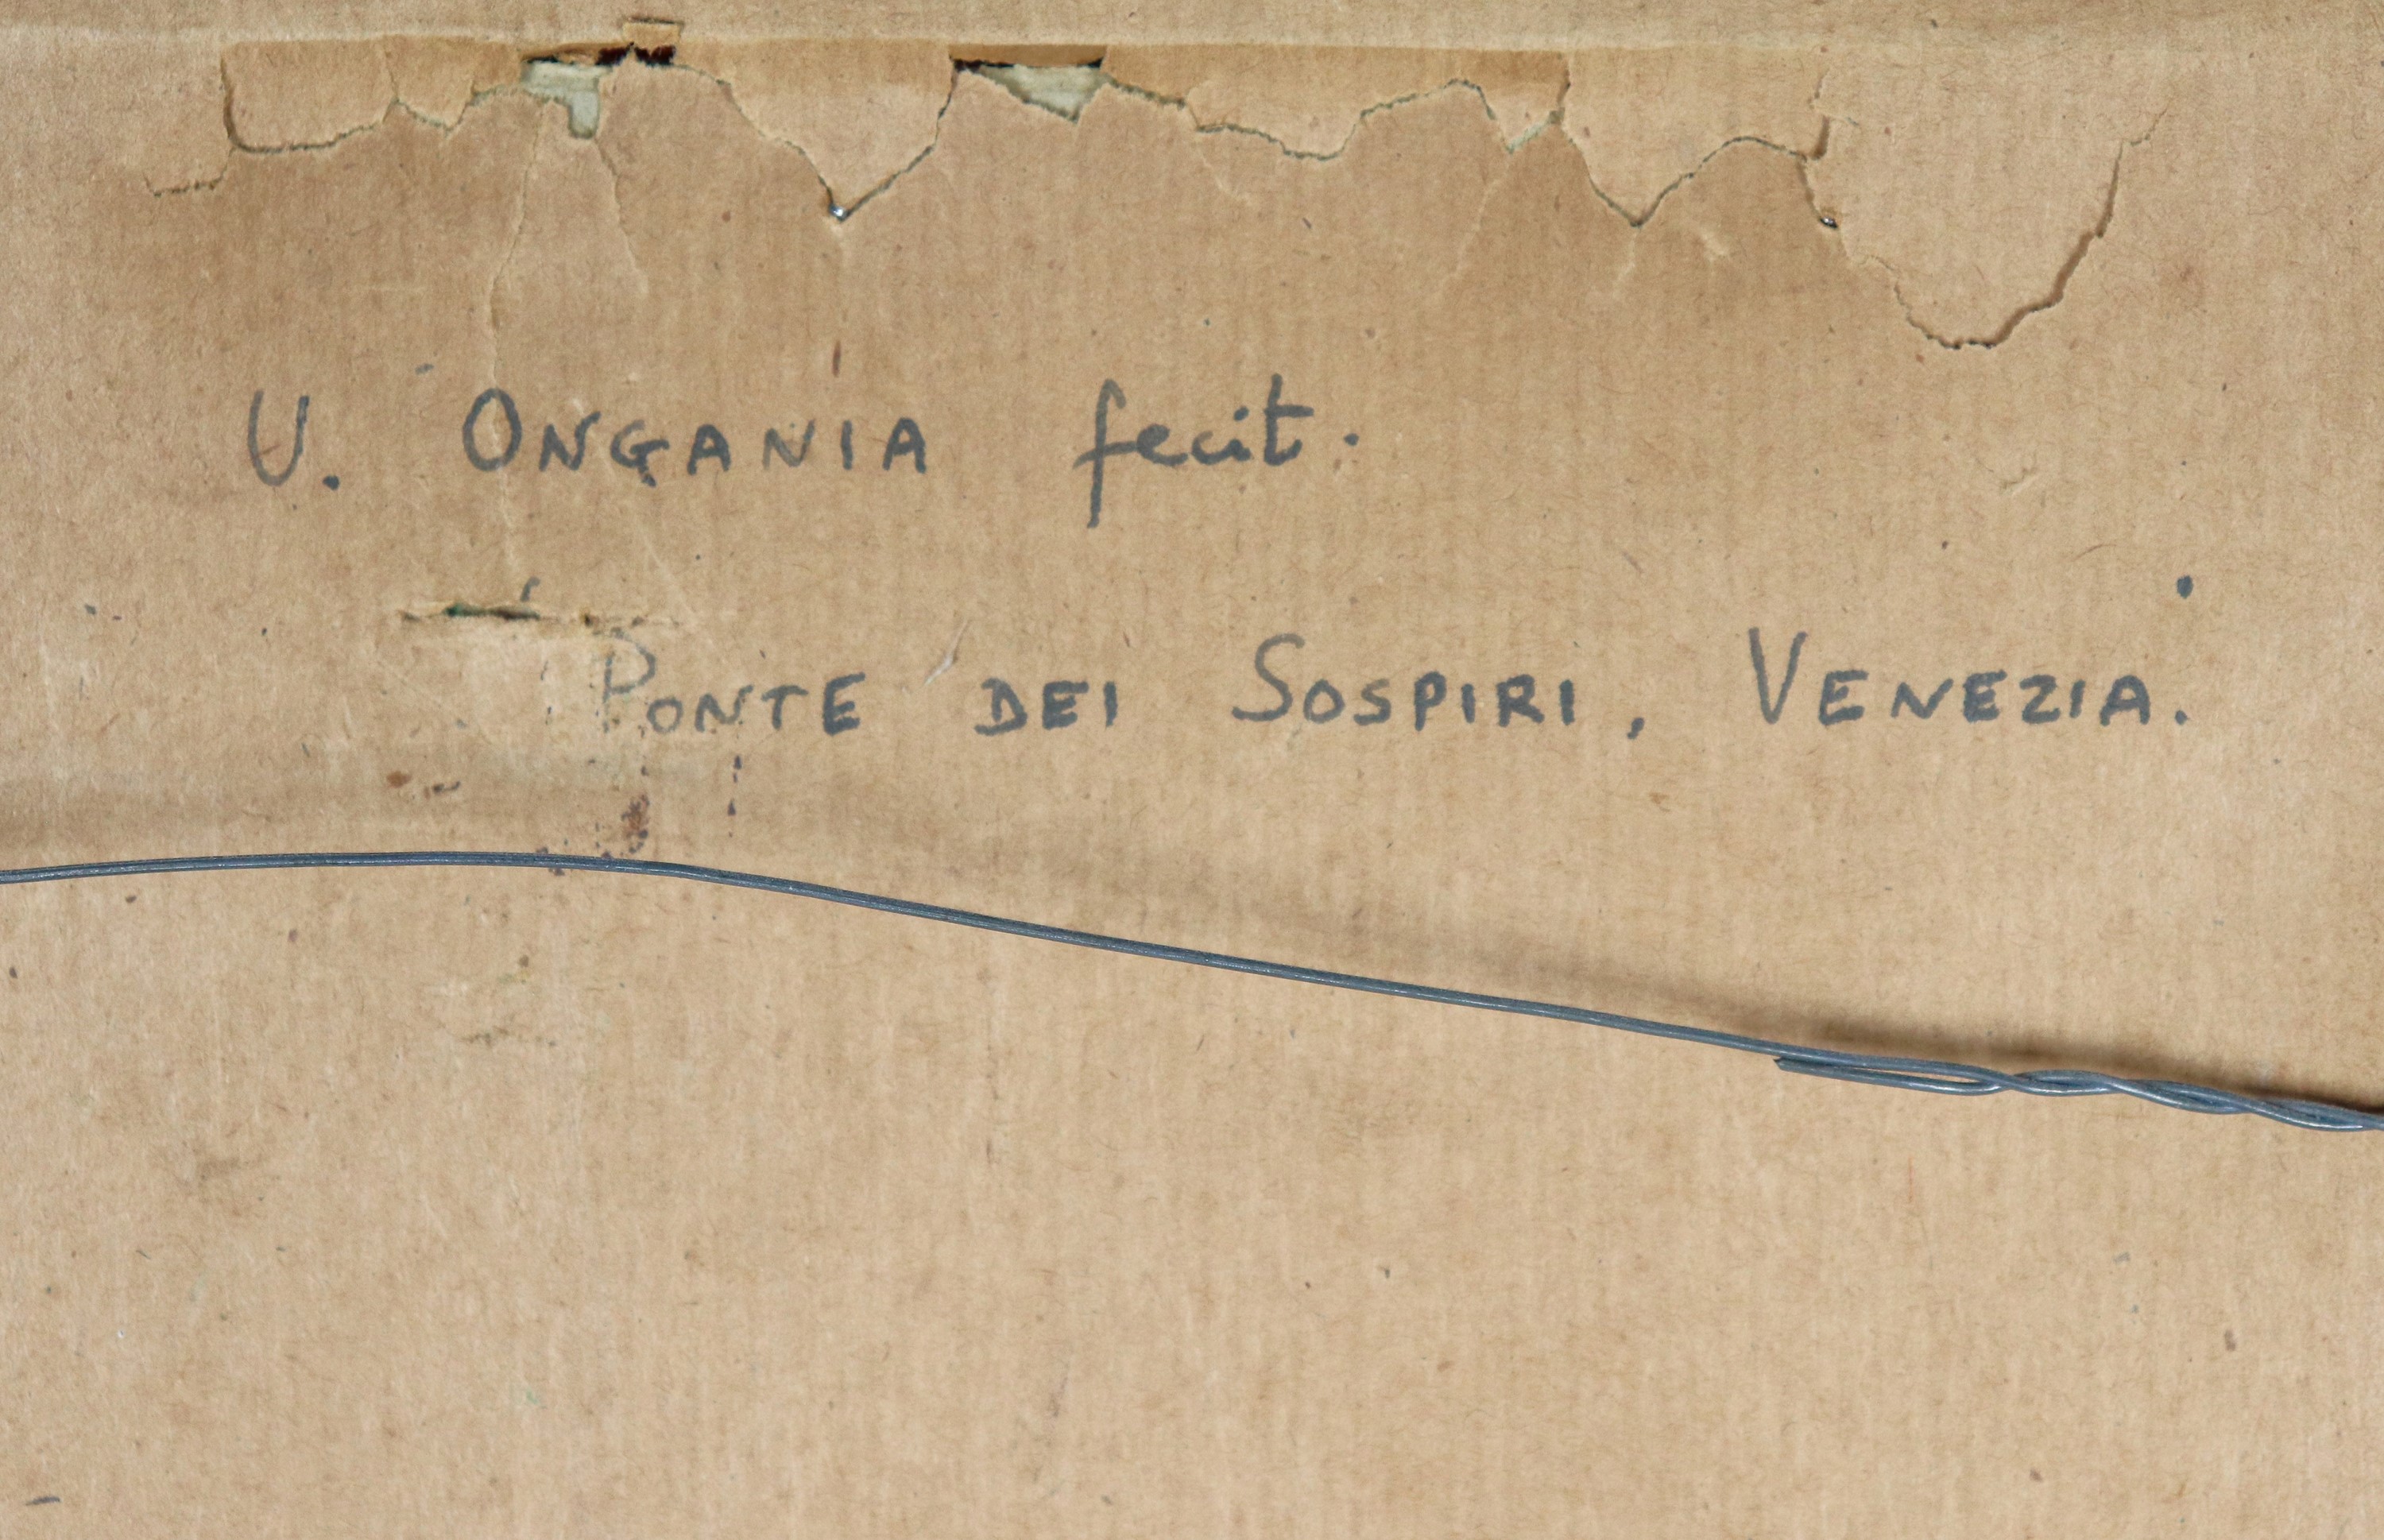 U. ONGANIA fecit.
PONTE DEI SOSPIRI, VENEZIA.